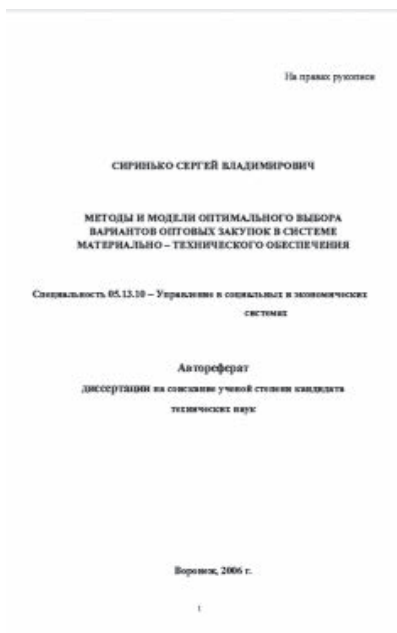 На правах рукописи
СИРИНЬКО СЕРГЕЙ ВЛАДИМИРОВИЧ
МЕТОДЫ И МОДЕЛИ ОПТИМАЛЬНОГО ВЫБОРА
ВАРИАНТОВ ОПТОВЫХ ЗАКУПОК В СИСТЕМЕ
МАТЕРИАЛЬНО – ТЕХНИЧЕСКОГО ОБЕСПЕЧЕНИЯ
Специальность 05.13.10 – Управление в социальных и экономических
системах
Автореферат
диссертации на соискание ученой степени кандидата
технических наук
Воронеж, 2006 г.
1